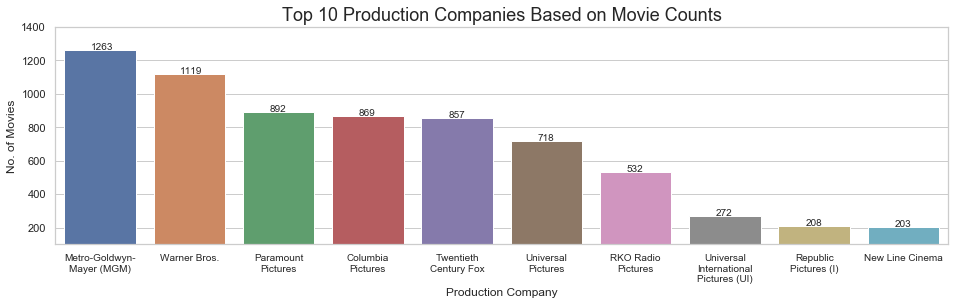 Top 10 Production Companies Based on Movie Counts
1400
1200
1000
800
600
400
200
No. of Movies
1263
1119
892
869
857
718
532
272
208
203
Metro-Goldwyn-
Mayer (MGM)
Warner Bros.
Paramount
Pictures
Columbia
Pictures
Twentieth
Century Fox
Universal
Pictures
RKO Radio
Pictures
Universal
International
Pictures (UI)
Republic
Pictures (I)
New Line Cinema
Production Company